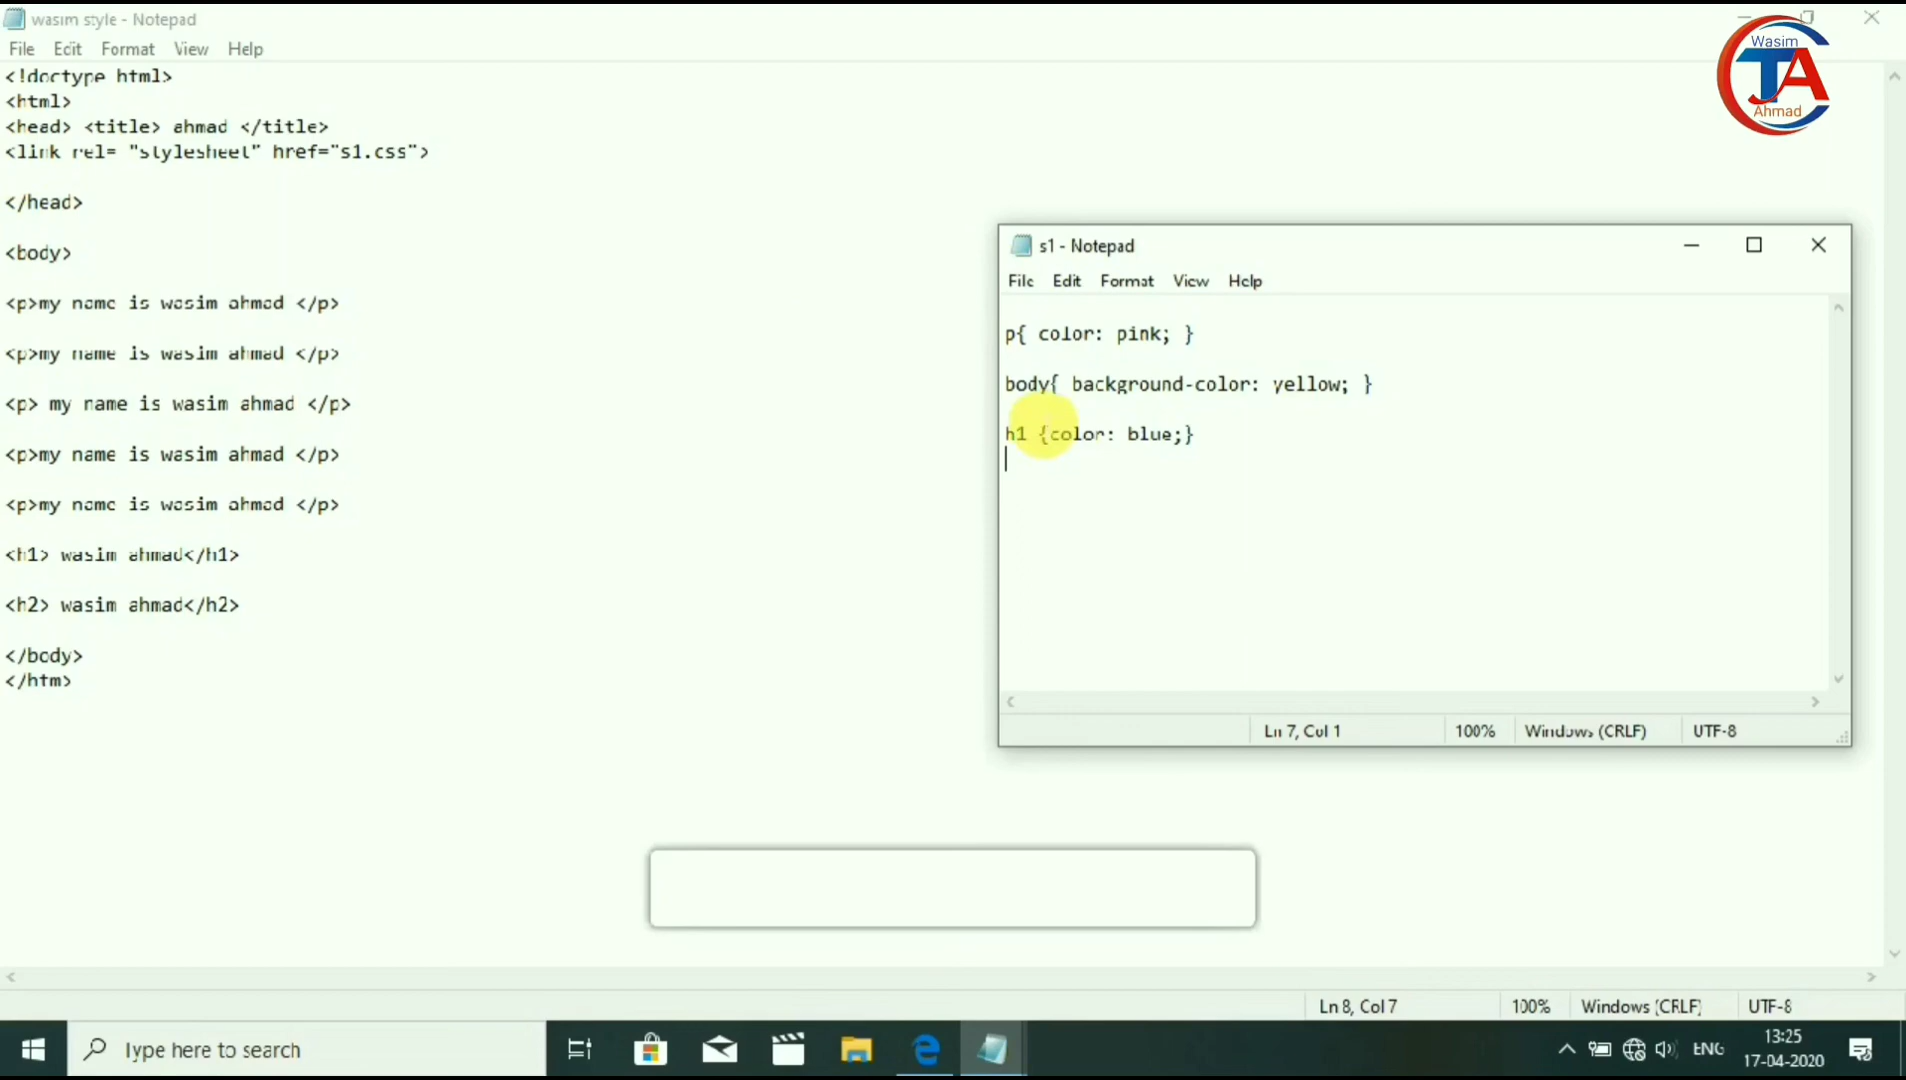 wasim style - Notepad
File Edit Format View Help
<!doctype html>
<html>
<head> <title> ahmad </title>
<link rel= "stylesheet" href="s1.css">
</head>
<body>
<p>my name is wasim ahmad </p>
<p>my name is wasim ahmad </p>
<p> my name is wasim ahmad </p>
<p>my name is wasim ahmad </p>
<p>my name is wasim ahmad </p>
<h1> wasim ahmad</h1>
<h2> wasim ahmad</h2>
</body>
</htm>
Wasim
TA
Ahmad
s1 - Notepad
File Edit Format View Help
p{ color: pink; }
body{ background-color: yellow; }
h1 {color: blue;}
Ln 7, Col 1 100% Windows (CRLF) UTF-8
Ln 8, Col 7 100% Windows (CRLF) UTF-8
Type here to search
ENG
13:25
17-04-2020